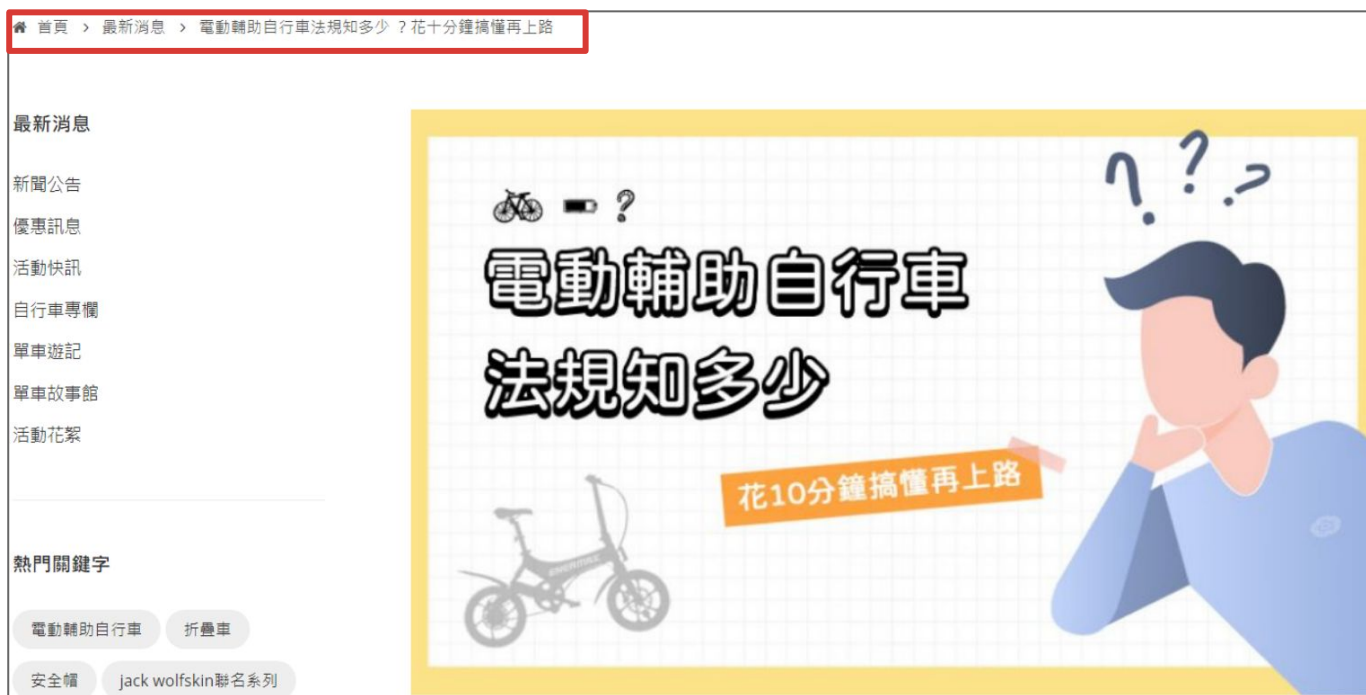 首頁 > 最新消息 > 電動輔助自行車法規知多少 ? 花十分鐘搞懂再上路
最新消息
新聞公告
優惠訊息
活動快訊
自行車專欄
單車遊記
單車故事館
活動花絮
熱門關鍵字
電動輔助自行車 折疊車
安全帽 jack wolfskin聯名系列
?
電動輔助自行車
法規知多少
花10分鐘搞懂再上路
ENERMAX
? ? ?